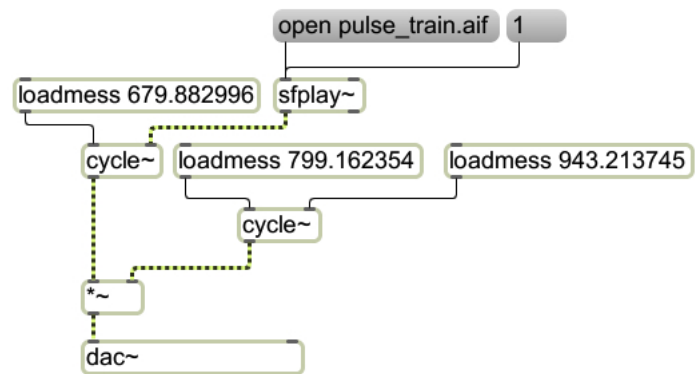 open pulse_train.aif
1
loadmess 679.882996
sfplay~
cycle~
loadmess 799.162354
loadmess 943.213745
cycle~
*~
dac~